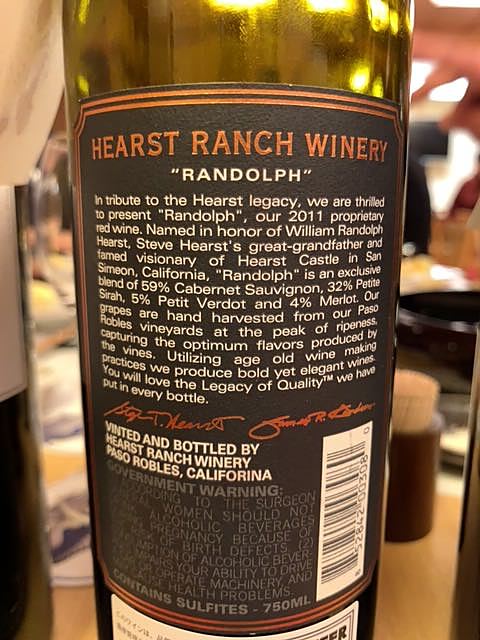 HEARST RANCH WINERY
"RANDOLPH"
In tribute to the Hearst legacy, we are thrilled
to present "Randolph", our 2011 proprietary
red wine. Named in honor of William Randolph
Hearst, Steve Hearst's great-grandfather and
famed visionary of Hearst Castle in San
Simeon, California, "Randolph" is an exclusive
blend of 59% Cabernet Sauvignon, 32% Petite
Sirah, 5% Petit Verdot and 4% Merlot. Our
grapes are hand harvested from our Paso
Robles vineyards at the peak of ripeness,
capturing the optimum flavors produced by
the vines. Utilizing age old wine making
practices we produce bold yet elegant wines.
You will love the Legacy of Quality™ we have
put in every bottle.
VINTED AND BOTTLED BY
HEARST RANCH WINERY
PASO ROBLES, CALIFORINA
GOVERNMENT WARNING:
ACCORDING TO THE SURGEON
WOMEN SHOULD NOT
ALCOHOLIC BEVERAGES
PREGNANCY BECAUSE OF
OF BIRTH DEFECTS.
OF ALCOHOLIC BEVER-
YOUR ABILITY TO DRIVE
OR OPERATE MACHINERY, AND
HEALTH PROBLEMS.
CONTAINS SULFITES - 750ML